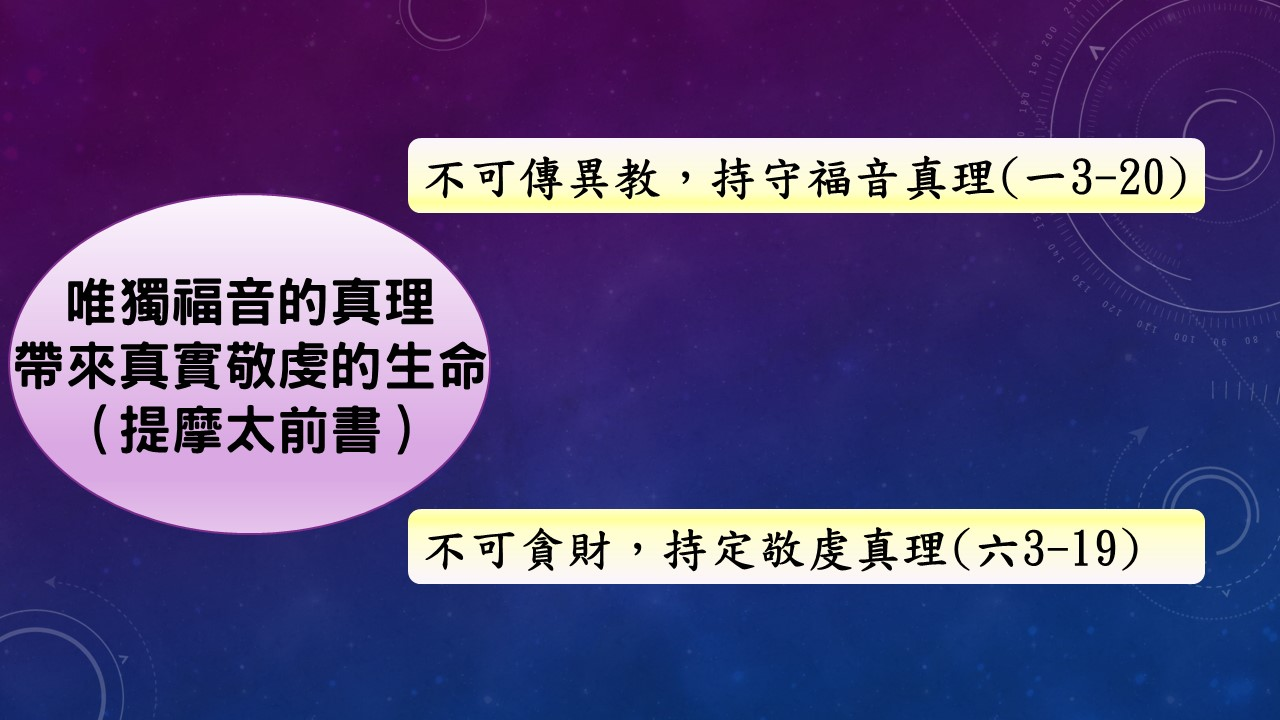 不可傳異教，持守福音真理(一3-20)
唯獨福音的真理
帶來真實敬虔的生命
（提摩太前書）
不可貪財，持定敬虔真理(六3-19)